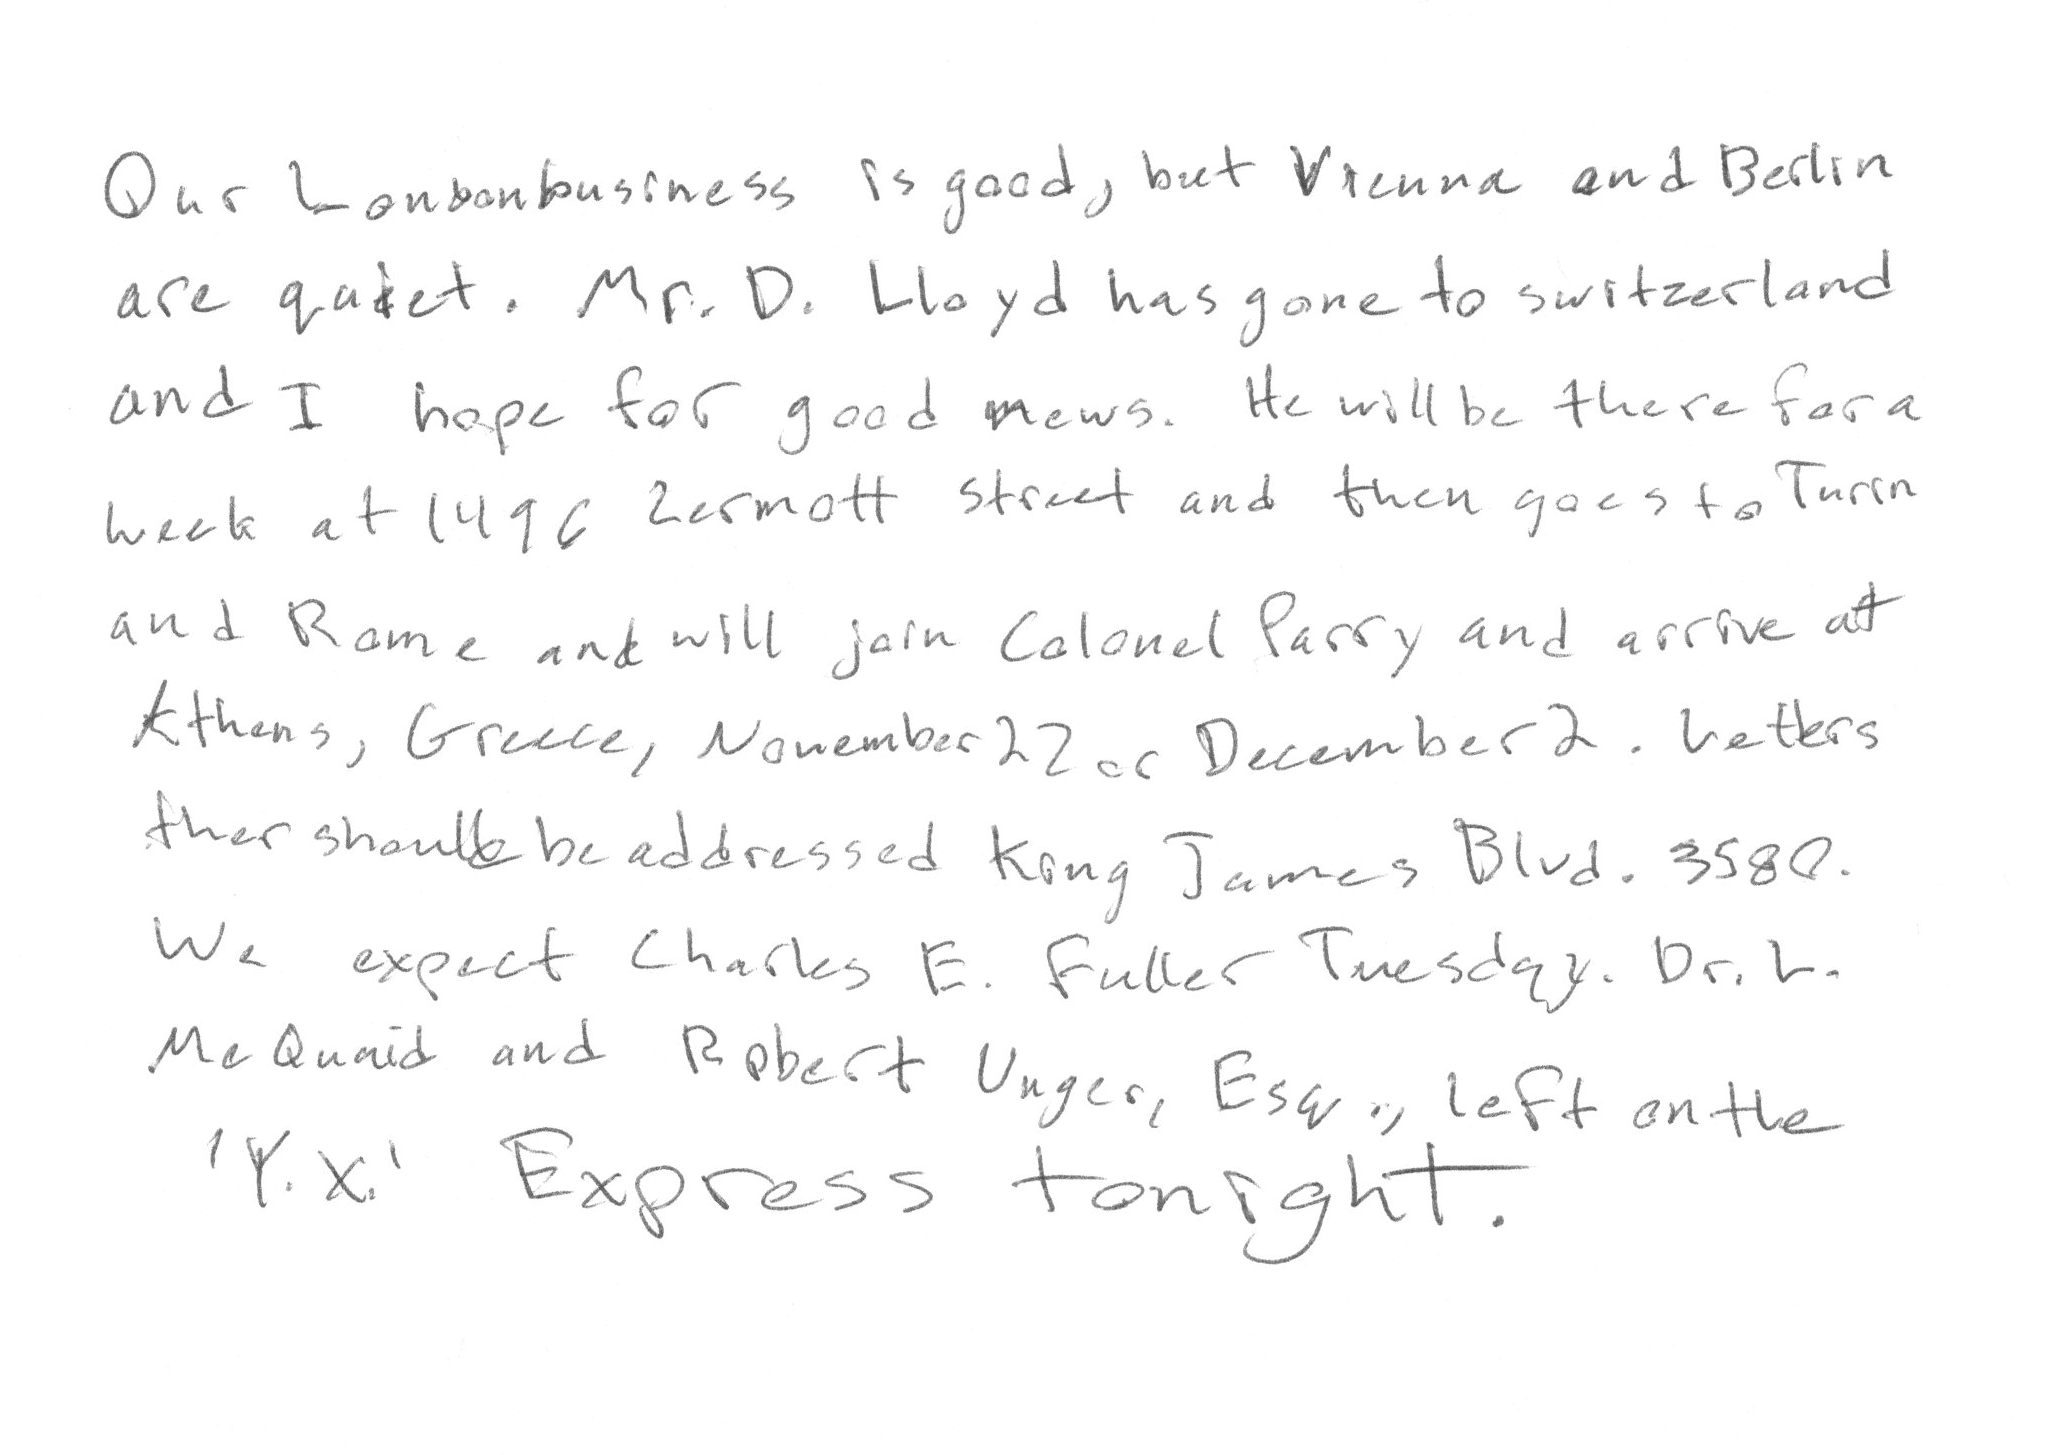 Our Londonbusiness is good, but Vienna and Berlin
are quiet. Mr. D. Lloyd has gone to switzerland
and I hope for good news. He will be there for a
week at 1496 Zermott street and then goes to Turin
and Rome and will join Colonel Parry and arrive at
Athens, Greece, November 27 or December 2. Letters
ther should be addressed King James Blvd. 3580.
We expect Charles E. Fuller Tuesday. Dr. L.
McQuaid and Robert Unger, Esq., left on the
'Y.X.' Express tonight.